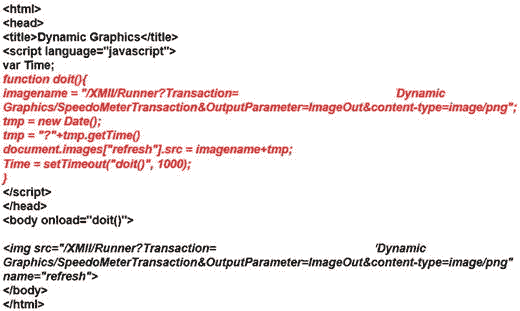 <html>
<head>
<title>Dynamic Graphics</title>
<script language="javascript">
var Time;
function doit(){
imagename = "/XMII/Runner?Transaction= 'Dynamic
Graphics/SpeedoMeterTransaction&OutputParameter=ImageOut&content-type=image/png";
tmp = new Date();
tmp = "?"+tmp.getTime()
document.images["refresh"].src = imagename+tmp;
Time = setTimeout("doit()", 1000);
}
</script>
</head>
<body onload="doit()">
<img src="/XMII/Runner?Transaction= 'Dynamic
Graphics/SpeedoMeterTransaction&OutputParameter=ImageOut&content-type=image/png"
name="refresh">
</body>
</html>